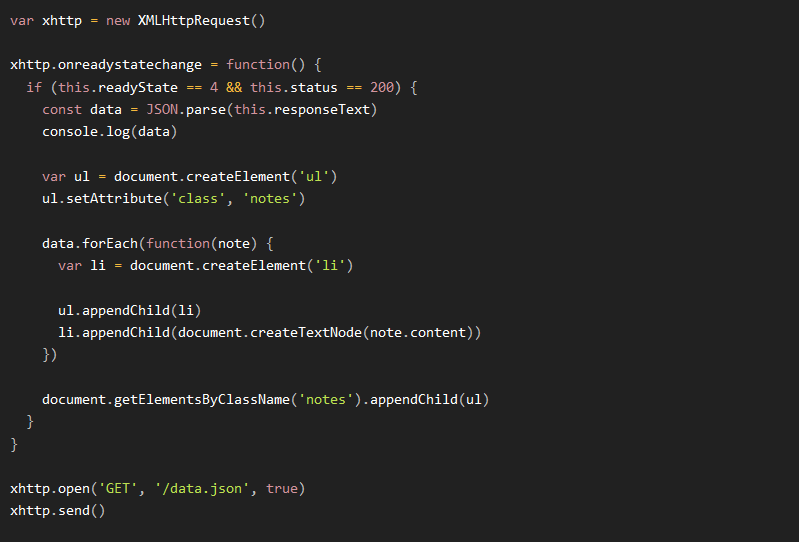 var xhttp = new XMLHttpRequest()
xhttp.onreadystatechange = function() {
if (this.readyState == 4 && this.status == 200) {
const data = JSON.parse(this.responseText)
console.log(data)
var ul = document.createElement('ul')
ul.setAttribute('class', 'notes')
data.forEach(function(note) {
var li = document.createElement('li')
ul.appendChild(li)
li.appendChild(document.createTextNode(note.content))
})
document.getElementsByClassName('notes').appendChild(ul)
}
}
xhttp.open('GET', '/data.json', true)
xhttp.send()